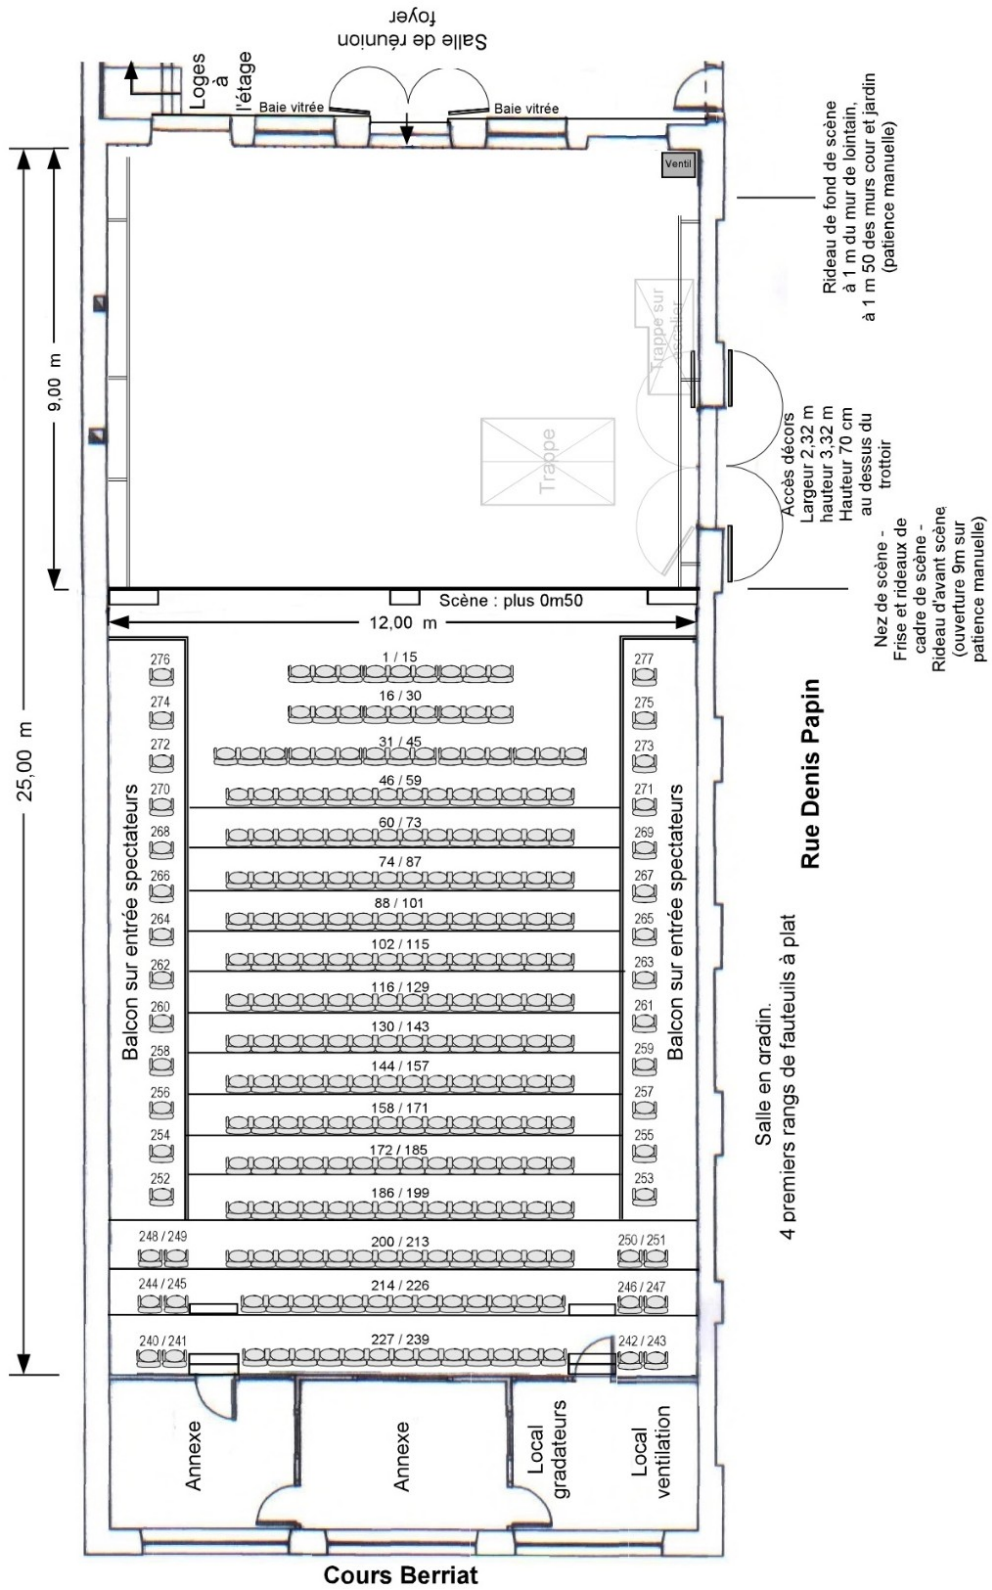 Salle de réunion
foyer
Loges
à
l'étage
Baie vitrée
Baie vitrée
Ventil
9,00 m
25,00 m
Rideau de fond de scène
à 1 m du mur de lointain,
à 1 m 50 des murs cour et jardin
(patience manuelle)
Trappe sur
escalier
Trappe
Accès décors
Largeur 2,32 m
hauteur 3,32 m
Hauteur 70 cm
au dessus du
trottoir
Nez de scène -
Frise et rideaux de
cadre de scène -
Rideau d'avant scène
(ouverture 9m sur
patience manuelle)
Scène : plus 0m50
12,00 m
276
1 / 15
277
274
16 / 30
275
272
31 / 45
273
270
46 / 59
271
268
60 / 73
269
266
74 / 87
267
264
88 / 101
265
262
102 / 115
263
260
116 / 129
261
258
130 / 143
259
256
144 / 157
257
254
158 / 171
255
172 / 185
252
186 / 199
253
Balcon sur entrée spectateurs
Balcon sur entrée spectateurs
248 / 249
200 / 213
250 / 251
244 / 245
214 / 226
246 / 247
240 / 241
227 / 239
242 / 243
Rue Denis Papin
Salle en gradin.
4 premiers rangs de fauteuils à plat
Annexe
Annexe
Local
gradateurs
Local
ventilation
Cours Berriat